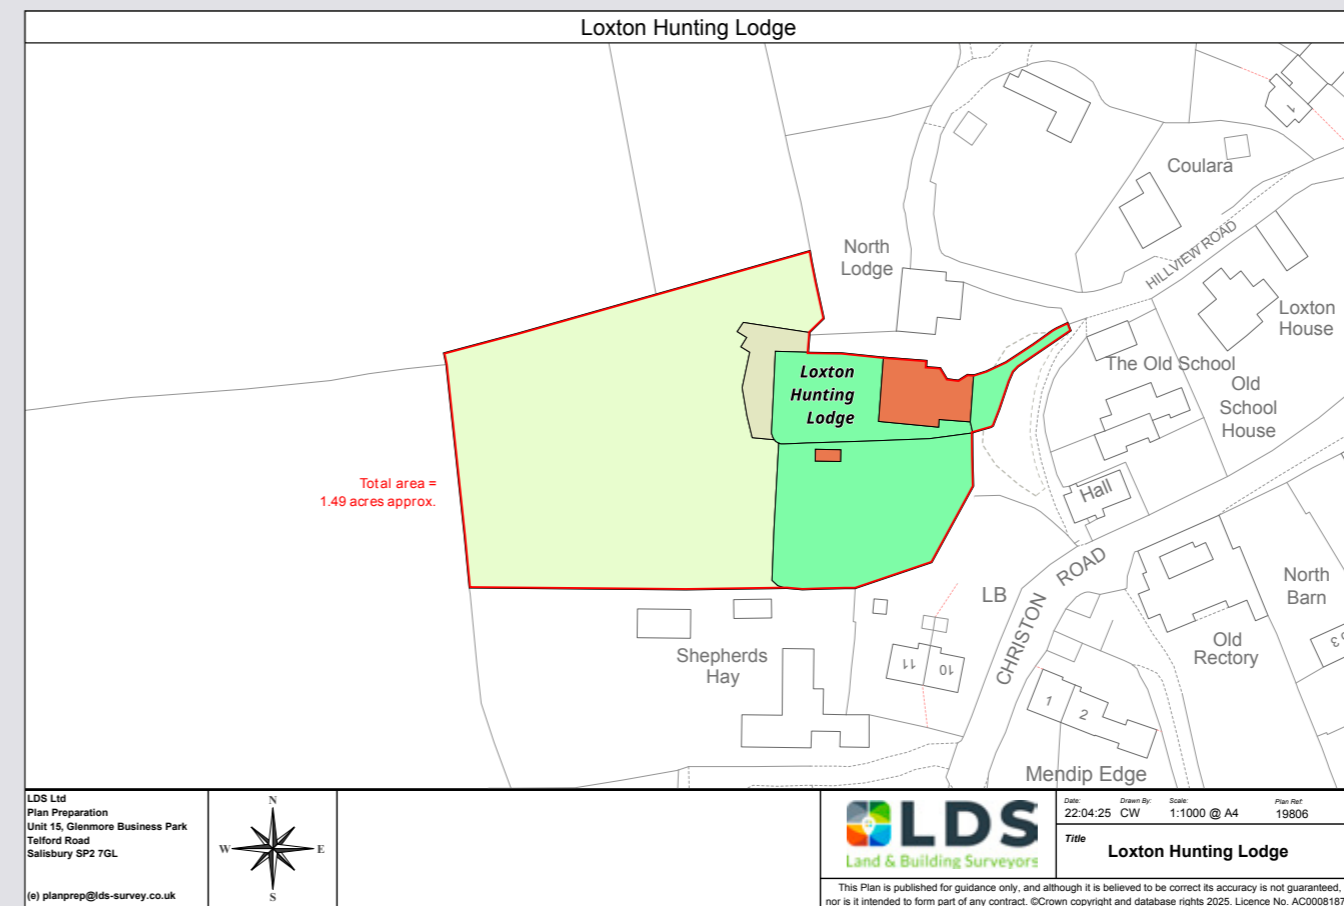 Loxton Hunting Lodge
1
Coulara
HILLVIEW ROAD
North
Lodge
Loxton
House
The Old School
Old
School
House
Loxton
Hunting
Lodge
Total area =
1.49 acres approx.
Hall
CHRISTON ROAD
LB
North
Barn
Old
Rectory
3
Shepherds
Hay
11
10
1
2
Mendip Edge
LDS Ltd
Plan Preparation
Unit 15, Glenmore Business Park
Telford Road
Salisbury SP2 7GL
(e) planprep@lds-survey.co.uk
N
W
E
S
LDS
Land & Building Surveyors
Date: Drawn By: Scale: Plan Ref:
22:04:25 CW 1:1000 @ A4 19806
Title
Loxton Hunting Lodge
This Plan is published for guidance only, and although it is believed to be correct its accuracy is not guaranteed,
nor is it intended to form part of any contract. ©Crown copyright and database rights 2025. Licence No. AC000818